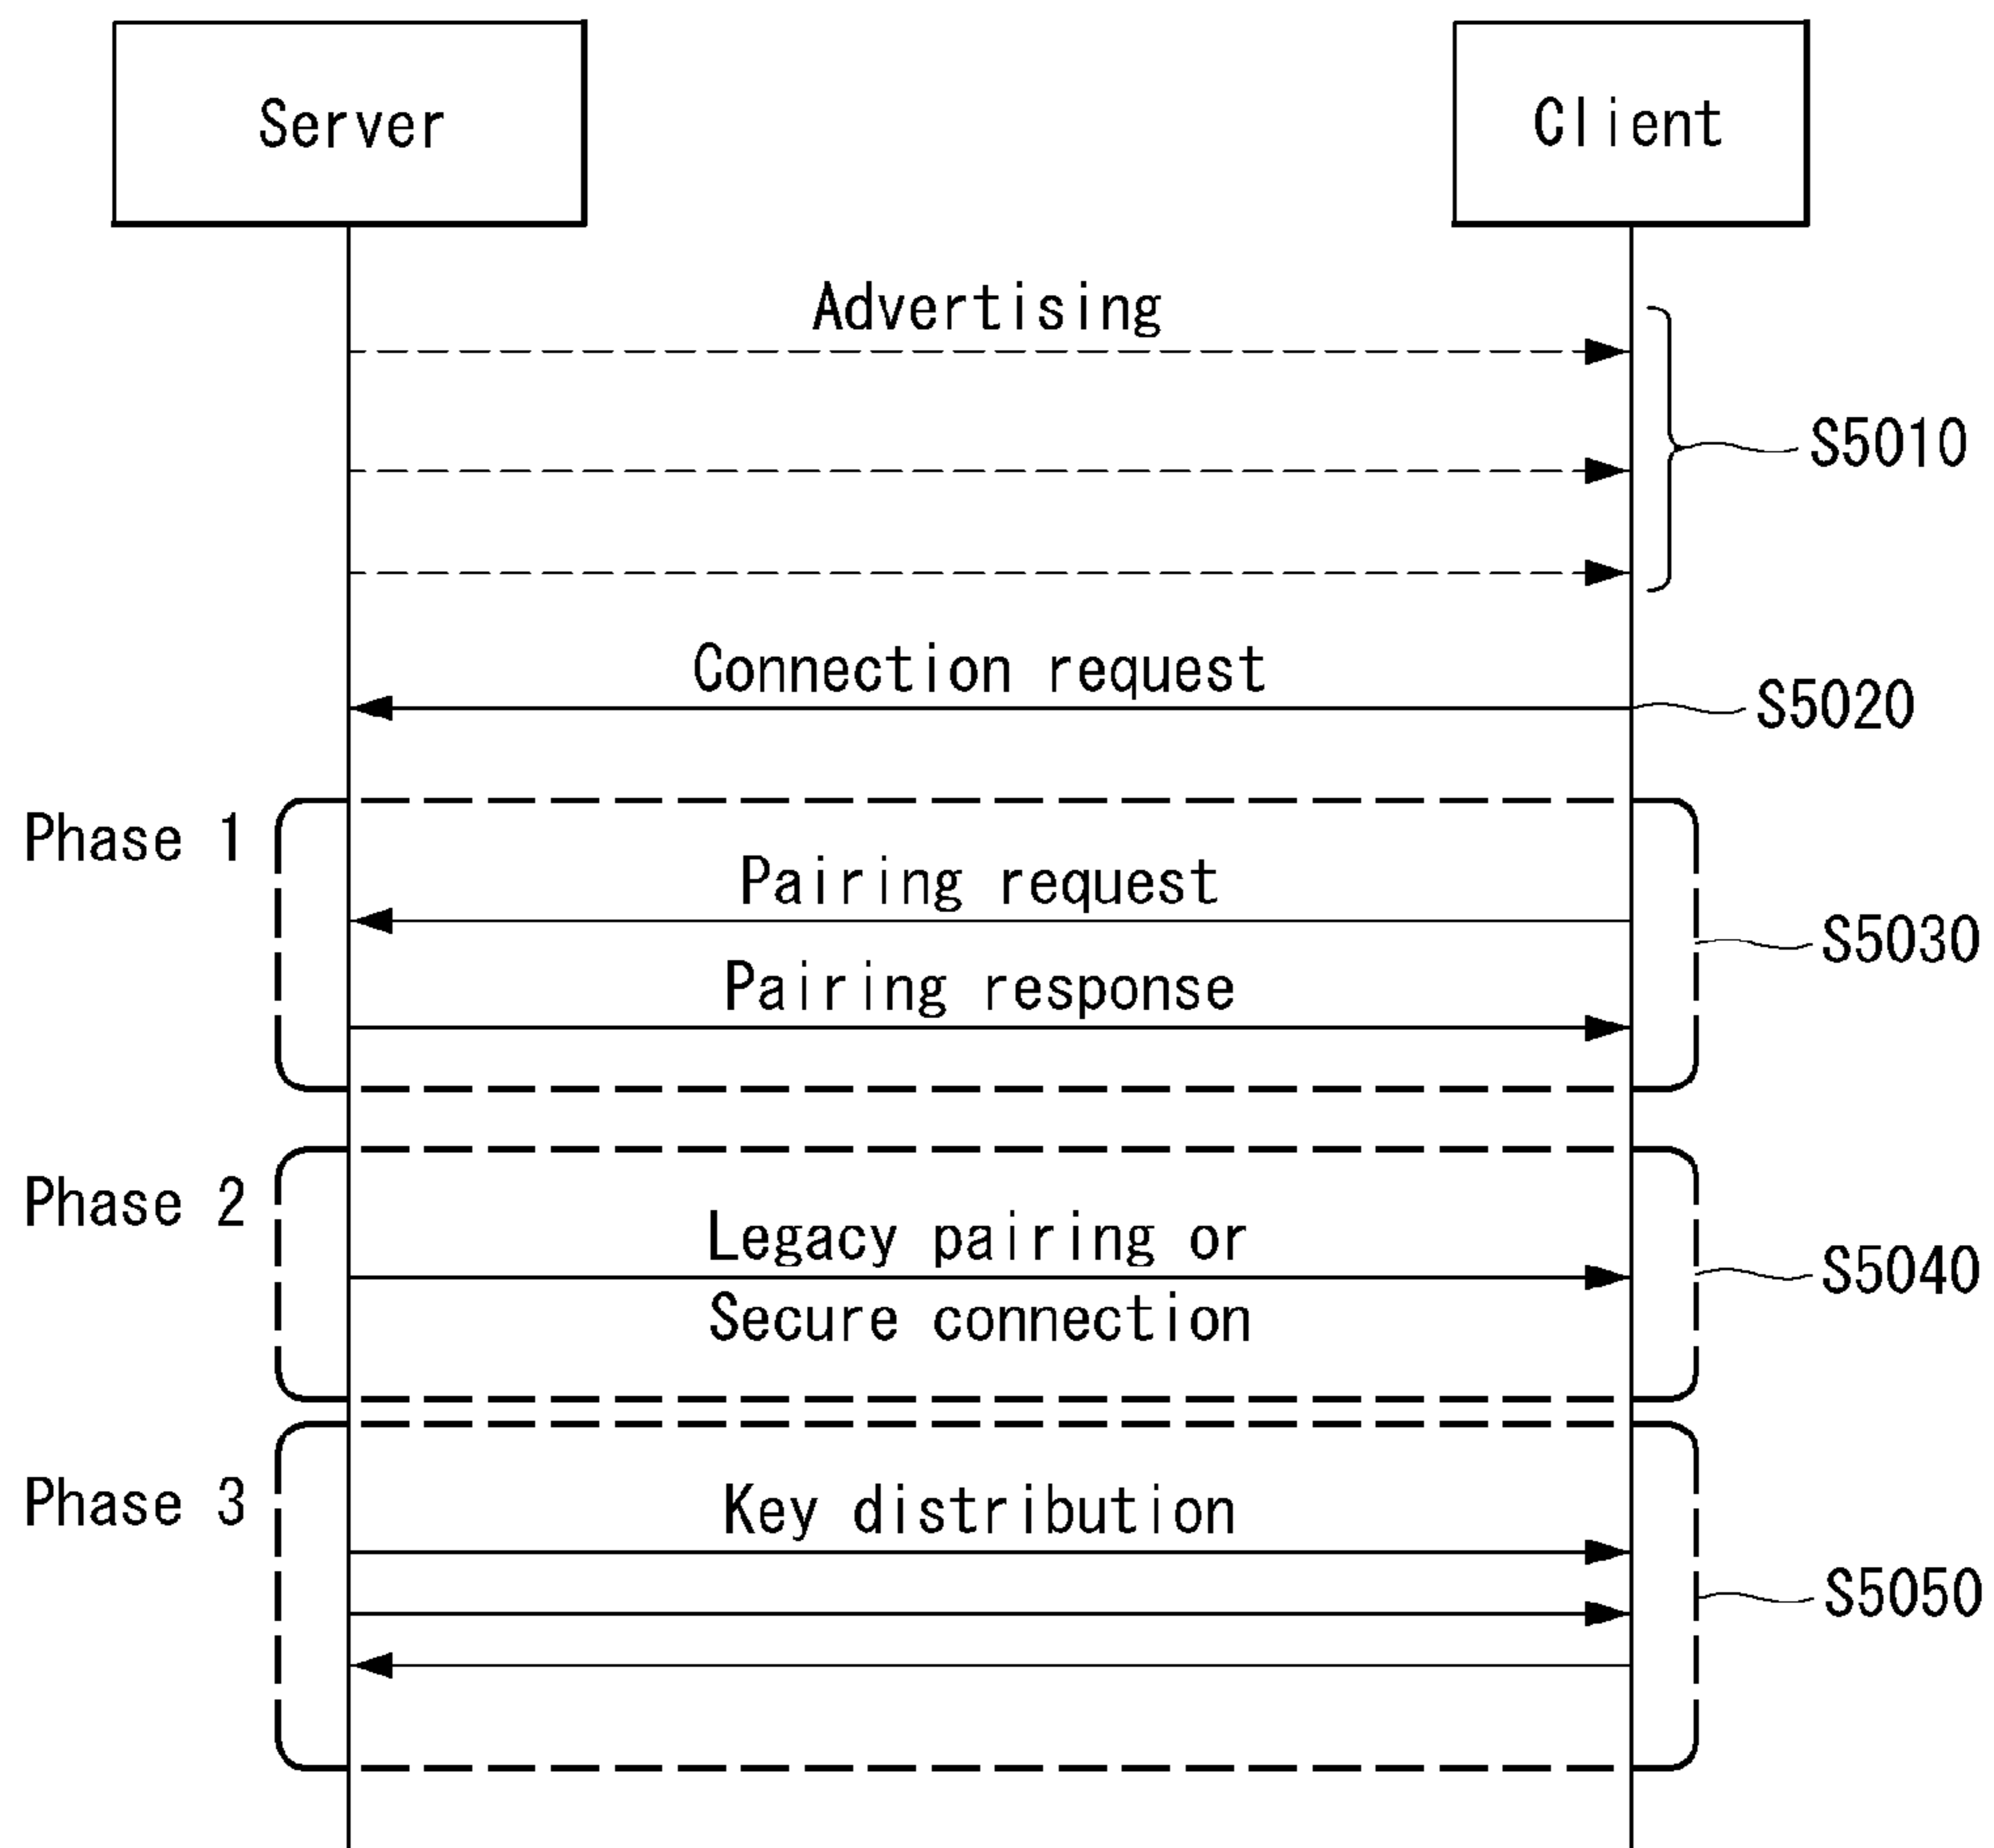 Server
Client
Advertising
S5010
Connection request
S5020
Phase 1
Pairing request
S5030
Pairing response
Phase 2
Legacy pairing or
S5040
Secure connection
Phase 3
Key distribution
S5050